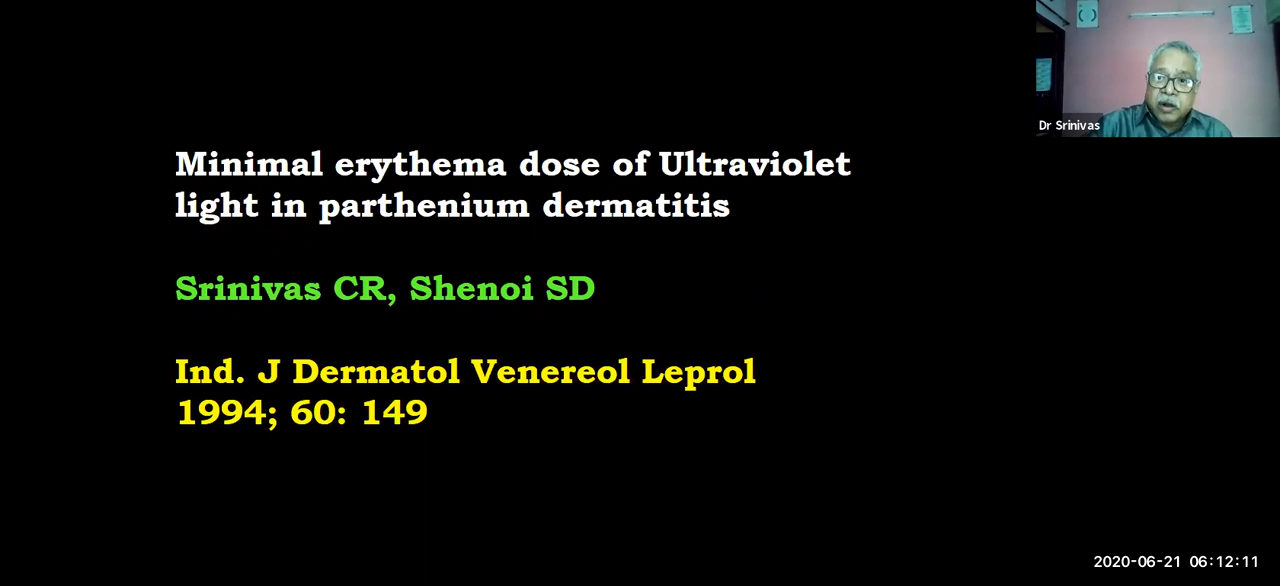 Dr Srinivas
Minimal erythema dose of Ultraviolet
light in parthenium dermatitis
Srinivas CR, Shenoi SD
Ind. J Dermatol Venereol Leprol
1994; 60: 149
2020-06-21 06:12:11